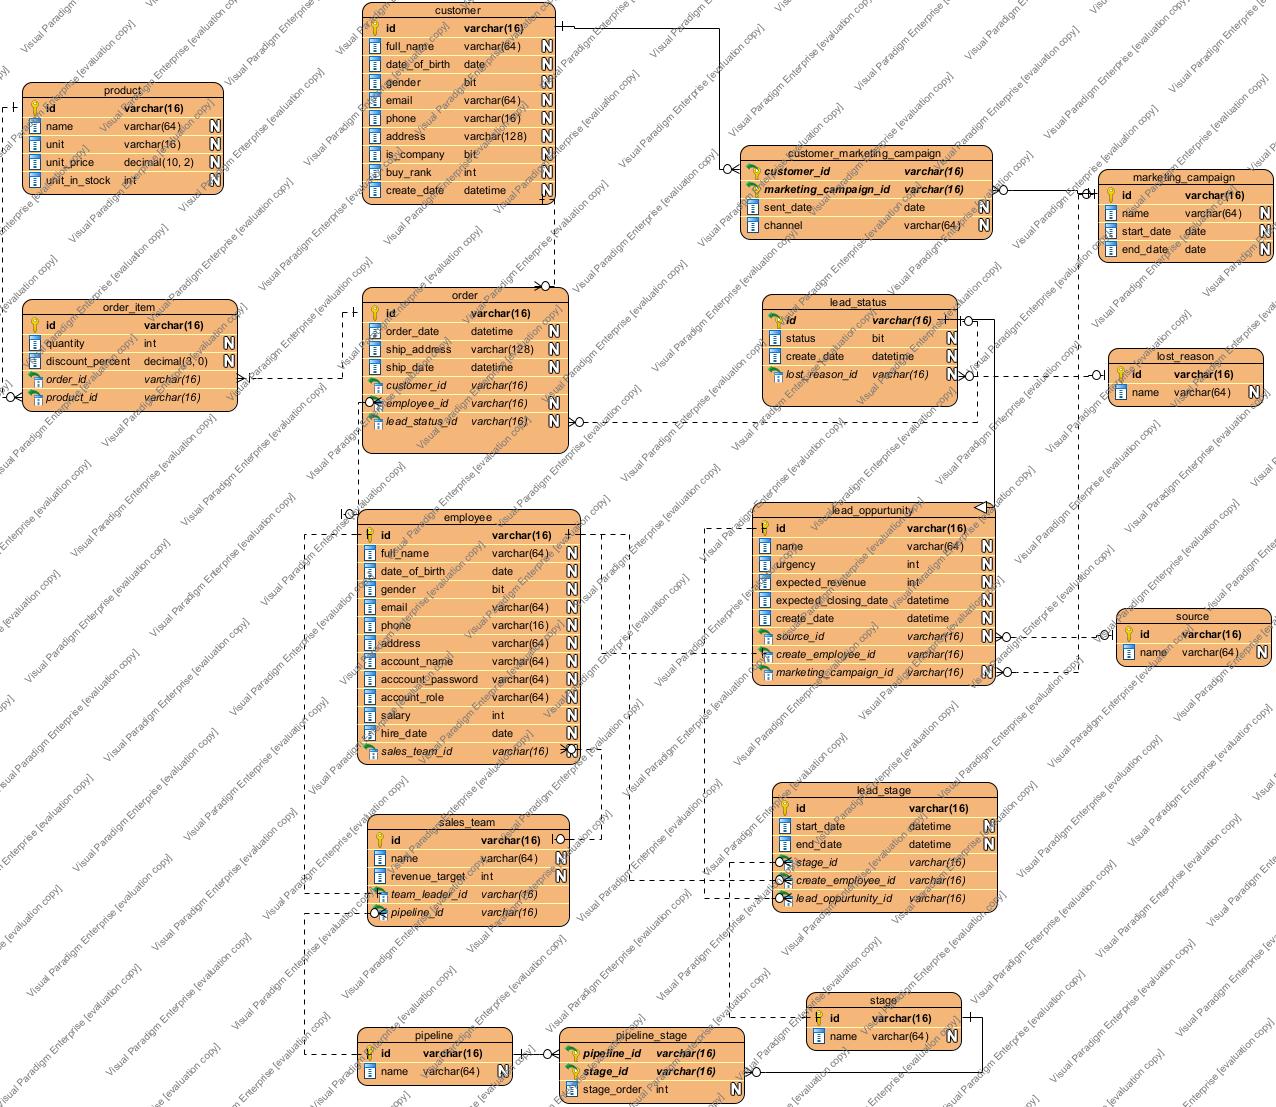 customer
id varchar(16)
full_name varchar(64) N
date_of_birth date N
gender bit N
email varchar(64) N
phone varchar(16) N
address varchar(128) N
is_company bit N
buy_rank int N
create_date datetime N
product
id varchar(16)
name varchar(64) N
unit varchar(16) N
unit_price decimal(10, 2) N
unit_in_stock int N
customer_marketing_campaign
customer_id varchar(16)
marketing_campaign_id varchar(16)
sent_date date N
channel varchar(64) N
marketing_campaign
id varchar(16)
name varchar(64) N
start_date date N
end_date date N
order_item
id varchar(16)
quantity int N
discount_percent decimal(3, 0) N
order_id varchar(16)
product_id varchar(16)
order
id varchar(16)
order_date datetime N
ship_address varchar(128) N
ship_date datetime N
customer_id varchar(16)
employee_id varchar(16)
lead_status_id varchar(16) N
lead_status
id varchar(16)
status bit N
create_date datetime N
lost_reason_id varchar(16) N
lost_reason
id varchar(16)
name varchar(64) N
employee
id varchar(16)
full_name varchar(64) N
date_of_birth date N
gender bit N
email varchar(64) N
phone varchar(16) N
address varchar(64) N
account_name varchar(64) N
acccount_password varchar(64) N
account_role varchar(64) N
salary int N
hire_date date N
sales_team_id varchar(16) N
lead_oppurtunity
id varchar(16)
name varchar(64) N
urgency int N
expected_revenue int N
expected_closing_date datetime N
create_date datetime N
source_id varchar(16) N
create_employee_id varchar(16)
marketing_campaign_id varchar(16) N
source
id varchar(16)
name varchar(64) N
sales_team
id varchar(16)
name varchar(64) N
revenue_target int N
team_leader_id varchar(16)
pipeline_id varchar(16)
lead_stage
id varchar(16)
start_date datetime N
end_date datetime N
stage_id varchar(16)
create_employee_id varchar(16)
lead_oppurtunity_id varchar(16)
stage
id varchar(16)
name varchar(64) N
pipeline
id varchar(16)
name varchar(64) N
pipeline_stage
pipeline_id varchar(16)
stage_id varchar(16)
stage_order int N
Visual Paradigm Enterprise [evaluation copy]